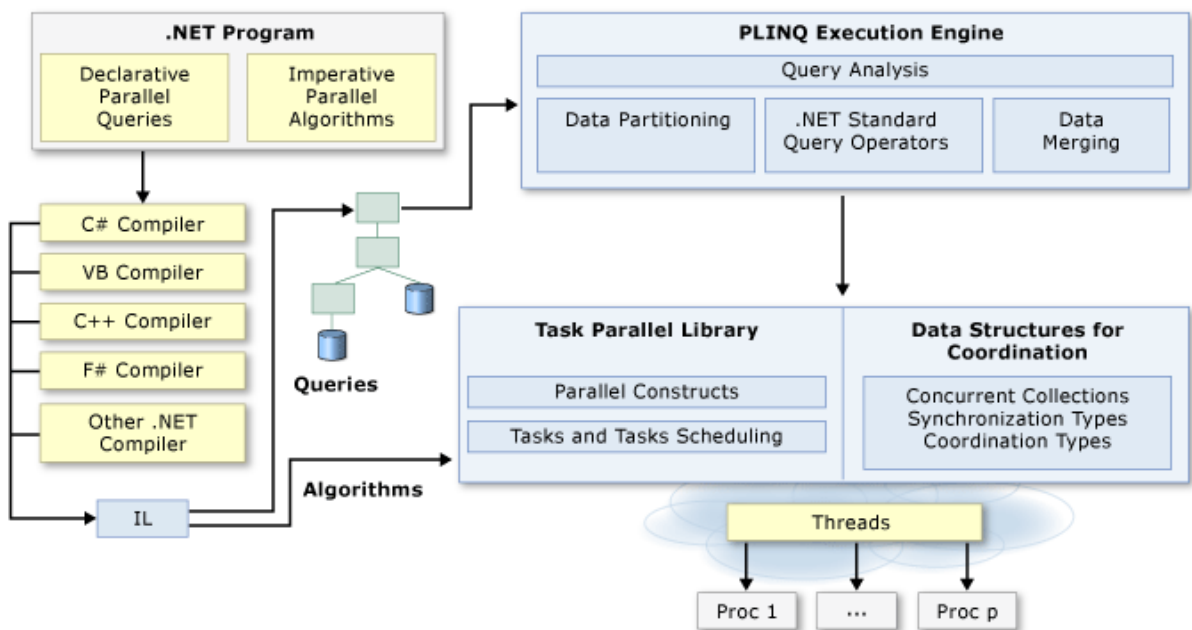 .NET Program
Declarative
Parallel
Queries
Imperative
Parallel
Algorithms
C# Compiler
VB Compiler
C++ Compiler
F# Compiler
Other .NET
Compiler
IL
Queries
Algorithms
PLINQ Execution Engine
Query Analysis
Data Partitioning
.NET Standard
Query Operators
Data
Merging
Task Parallel Library
Parallel Constructs
Tasks and Tasks Scheduling
Data Structures for
Coordination
Concurrent Collections
Synchronization Types
Coordination Types
Threads
Proc 1
...
Proc p